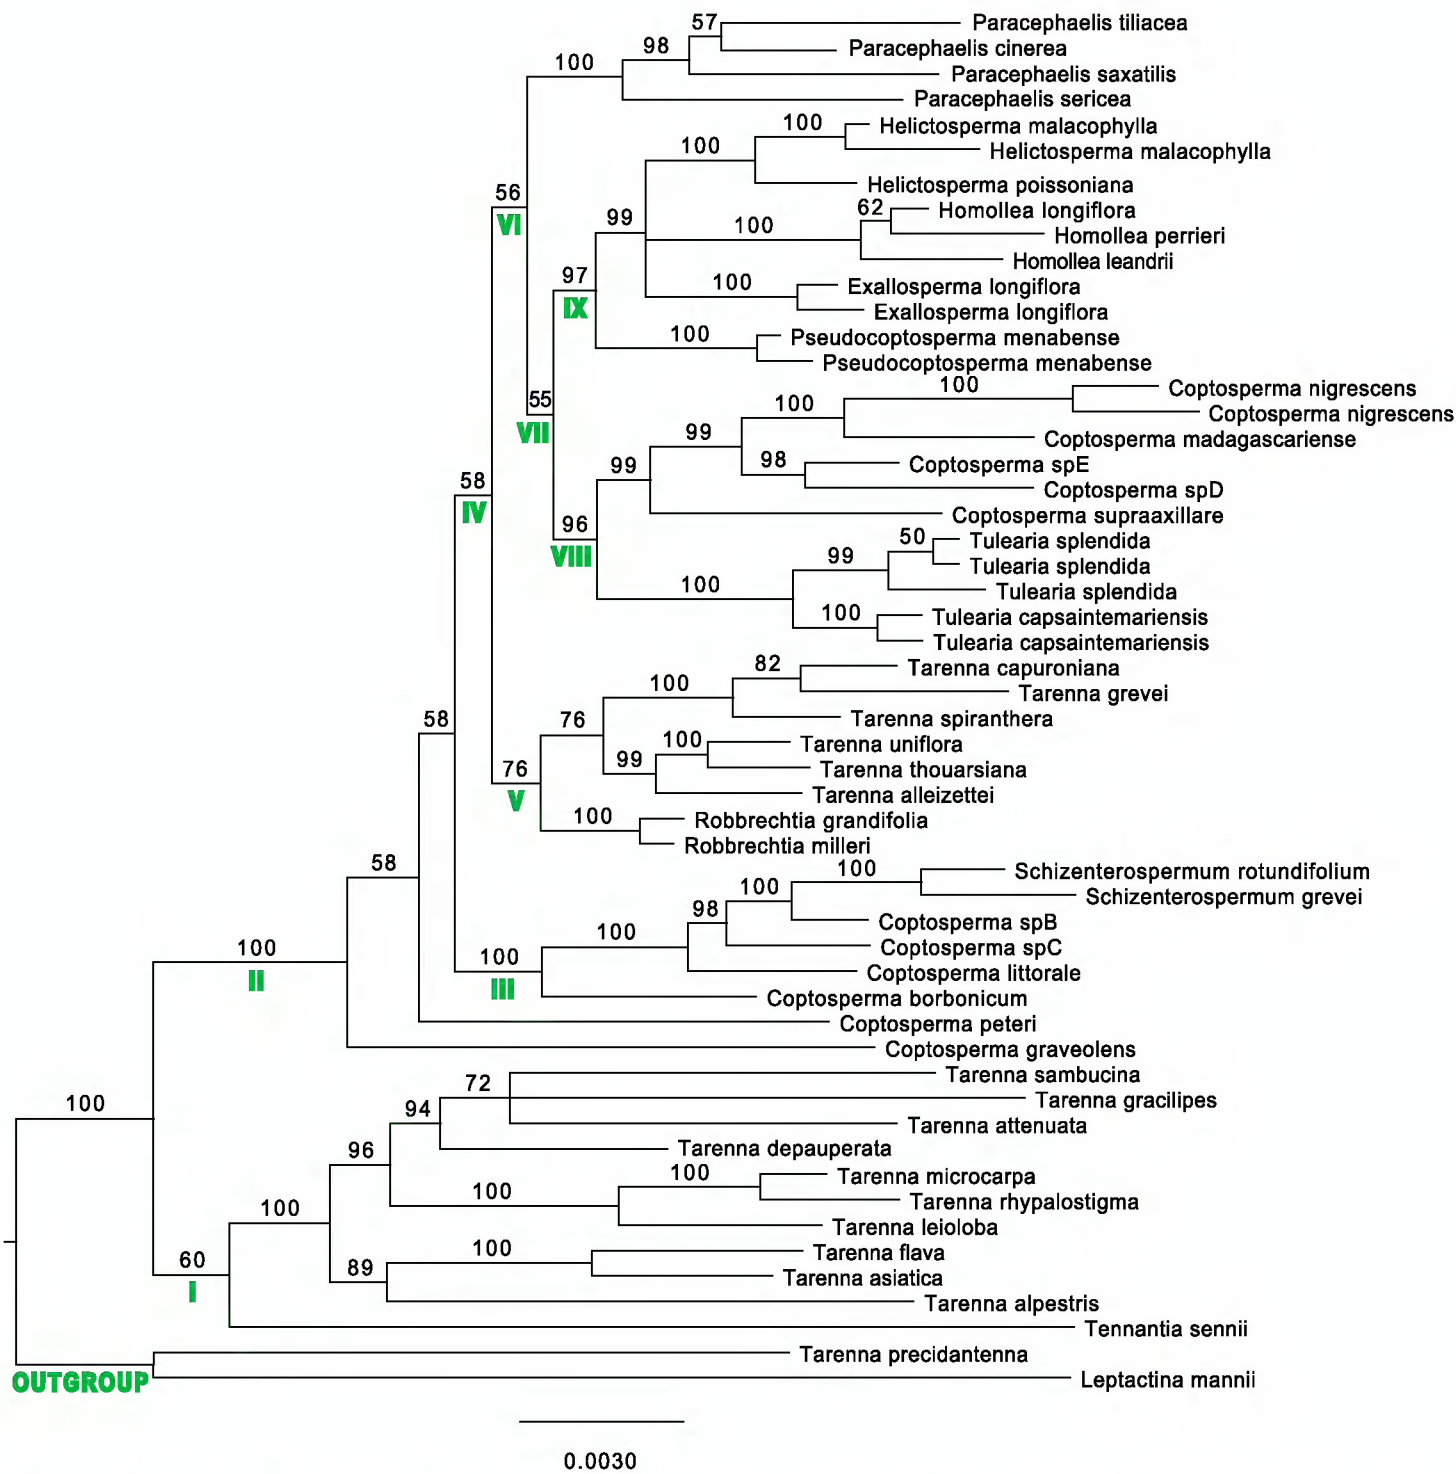 57
Paracephaelis tiliacea
98
Paracephaelis cinerea
100
Paracephaelis saxatilis
Paracephaelis sericea
100
Helictosperma malacophylla
100
Helictosperma malacophylla
Helictosperma poissoniana
56
VI
62
Homollea longiflora
99
100
Homollea perrieri
Homollea leandrii
97
IX
100
Exallosperma longiflora
Exallosperma longiflora
100
Pseudocoptosperma menabense
Pseudocoptosperma menabense
55
VII
100
Coptosperma nigrescens
100
Coptosperma nigrescens
99
Coptosperma madagascariense
99
98
Coptosperma spE
58
IV
Coptosperma spD
Coptosperma supraaxillare
96
VIII
50
Tulearia splendida
99
Tulearia splendida
100
Tulearia splendida
100
Tulearia capsaintemariensis
Tulearia capsaintemariensis
82
Tarenna capuroniana
100
Tarenna grevei
58
76
Tarenna spiranthera
100
Tarenna uniflora
76
V
99
Tarenna thouarsiana
Tarenna alleizettei
100
Robbrechtia grandifolia
Robbrechtia milleri
58
100
Schizenterospermum rotundifolium
100
Schizenterospermum grevei
98
Coptosperma spB
100
100
100
Coptosperma spC
II
III
Coptosperma littorale
Coptosperma borbonicum
Coptosperma peteri
Coptosperma graveolens
100
72
Tarenna sambucina
94
Tarenna gracilipes
Tarenna attenuata
96
Tarenna depauperata
100
Tarenna microcarpa
100
100
Tarenna rhypalostigma
Tarenna leioloba
60
I
100
Tarenna flava
89
Tarenna asiatica
Tarenna alpestris
Tennantia sennii
Tarenna precidantenna
OUTGROUP
Leptactina mannii
0.0030